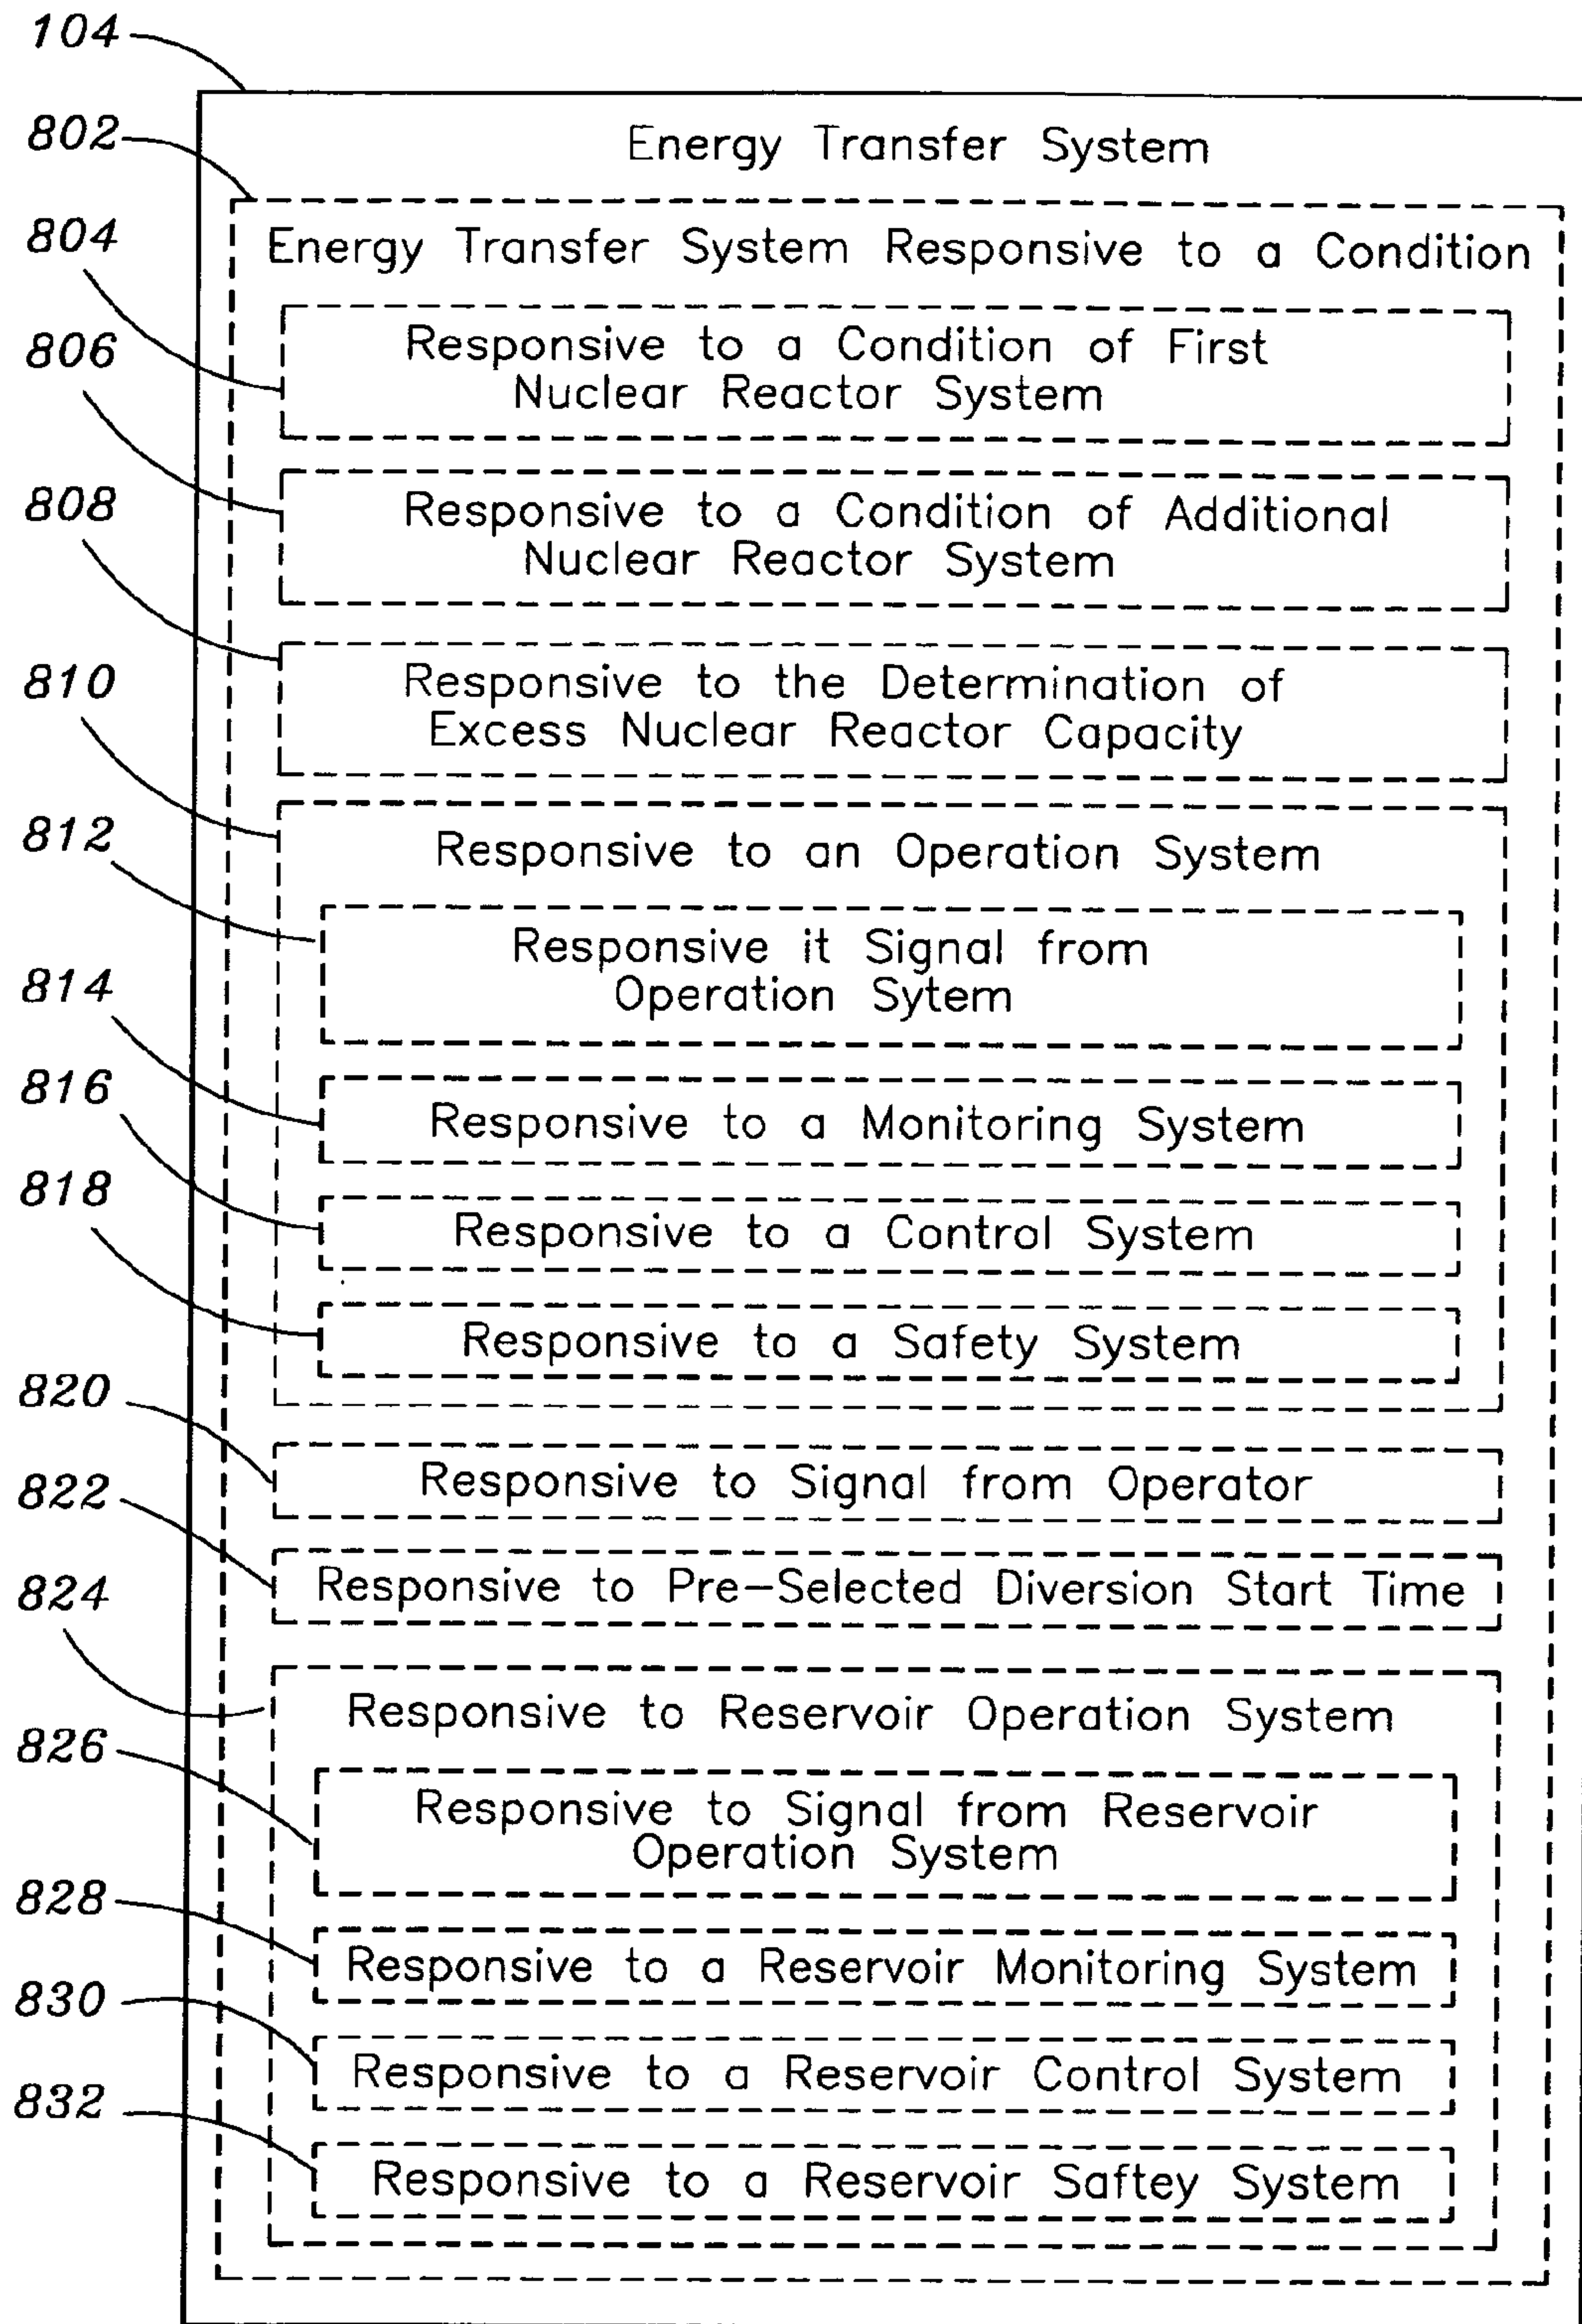 104
802
Energy Transfer System
804
Energy Transfer System Responsive to a Condition
806
Responsive to a Condition of First
Nuclear Reactor System
808
Responsive to a Condition of Additional
Nuclear Reactor System
810
Responsive to the Determination of
Excess Nuclear Reactor Capacity
812
Responsive to an Operation System
814
Responsive it Signal from
Operation Sytem
816
Responsive to a Monitoring System
818
Responsive to a Control System
820
Responsive to a Safety System
822
Responsive to Signal from Operator
824
Responsive to Pre-Selected Diversion Start Time
826
Responsive to Reservoir Operation System
828
Responsive to Signal from Reservoir
Operation System
830
Responsive to a Reservoir Monitoring System
832
Responsive to a Reservoir Control System
Responsive to a Reservoir Saftey System